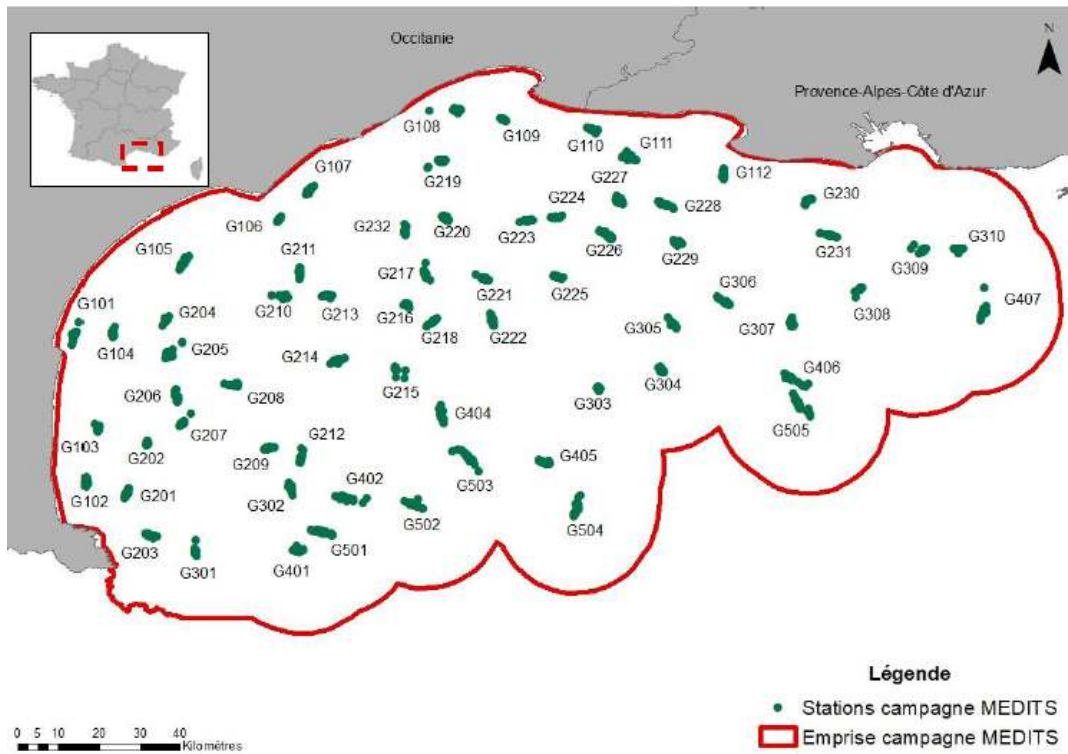 Occitanie
N
Provence-Alpes-Côte d'Azur
G108
G109
G110
G111
G107
G219
G227
G112
G224
G230
G106
G232
G220
G223
G228
G226
G231
G105
G211
G229
G310
G217
G309
G221
G225
G306
G407
G101
G210
G213
G204
G216
G308
G104
G218
G222
G305
G307
G205
G214
G406
G206
G208
G215
G304
G303
G404
G207
G505
G103
G212
G202
G209
G405
G102
G201
G302
G402
G503
G502
G504
G203
G501
G301
G401
Légende
Stations campagne MEDITS
Emprise campagne MEDITS
0 5 10 20 30 40
Kilomètres